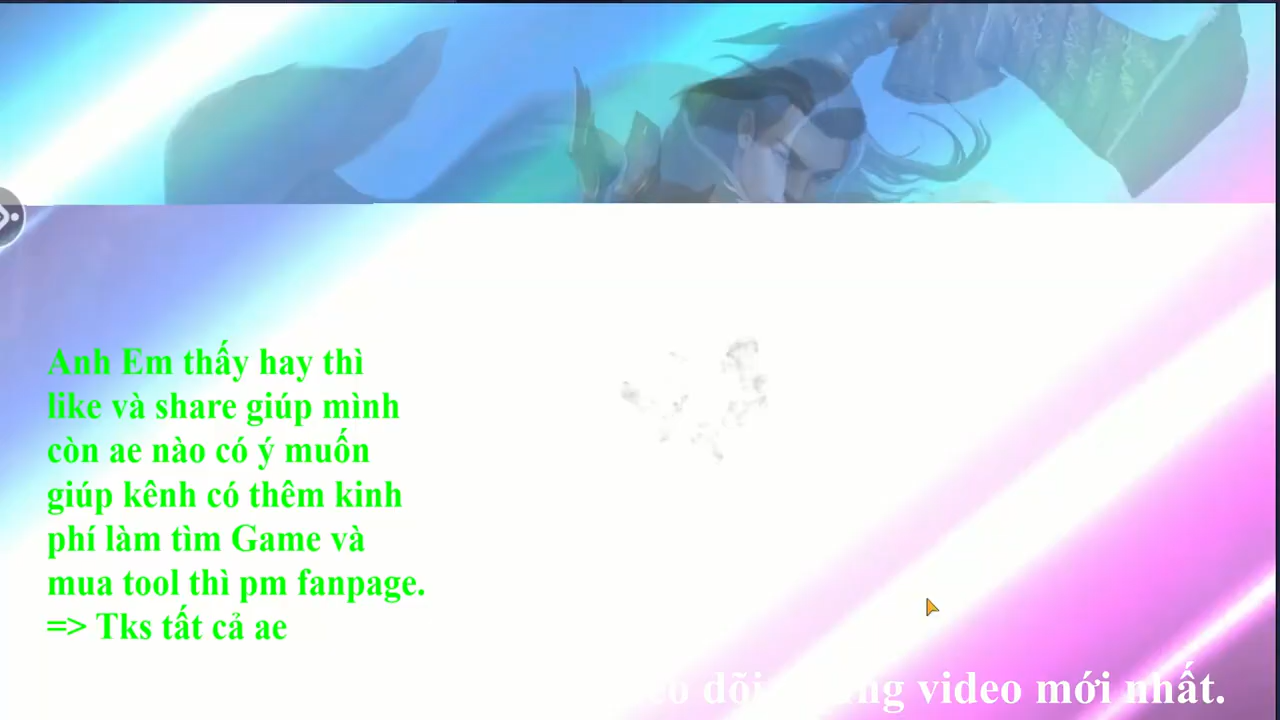 Anh Em thấy hay thì
like và share giúp mình
còn ae nào có ý muốn
giúp kênh có thêm kinh
phí làm tìm Game và
mua tool thì pm fanpage.
=> Tks tất cả ae
dõi video mới nhất.